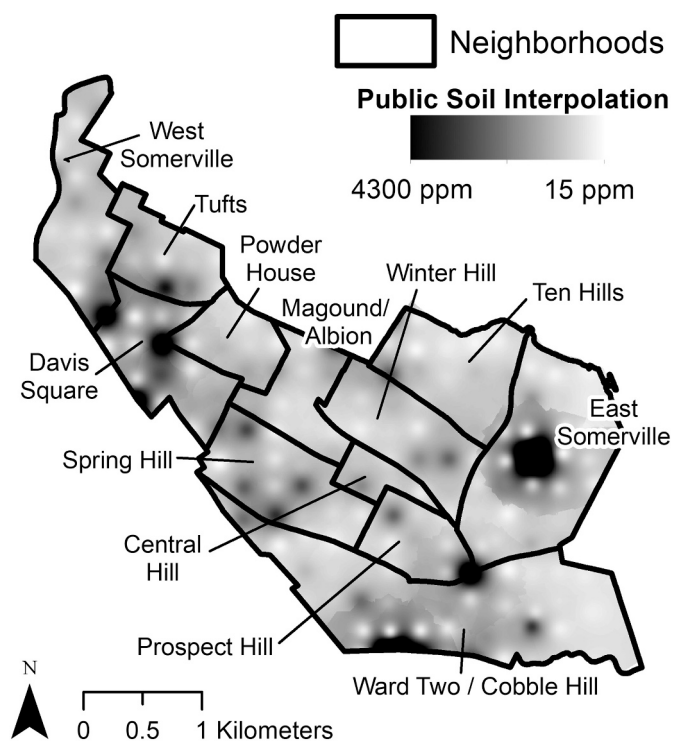 Neighborhoods
Public Soil Interpolation
4300 ppm 15 ppm
West
Somerville
Tufts
Powder
House
Winter Hill
Ten Hills
Magound/
Albion
Davis
Square
East
Somerville
Spring Hill
Central
Hill
Prospect Hill
Ward Two / Cobble Hill
N
0 0.5 1 Kilometers